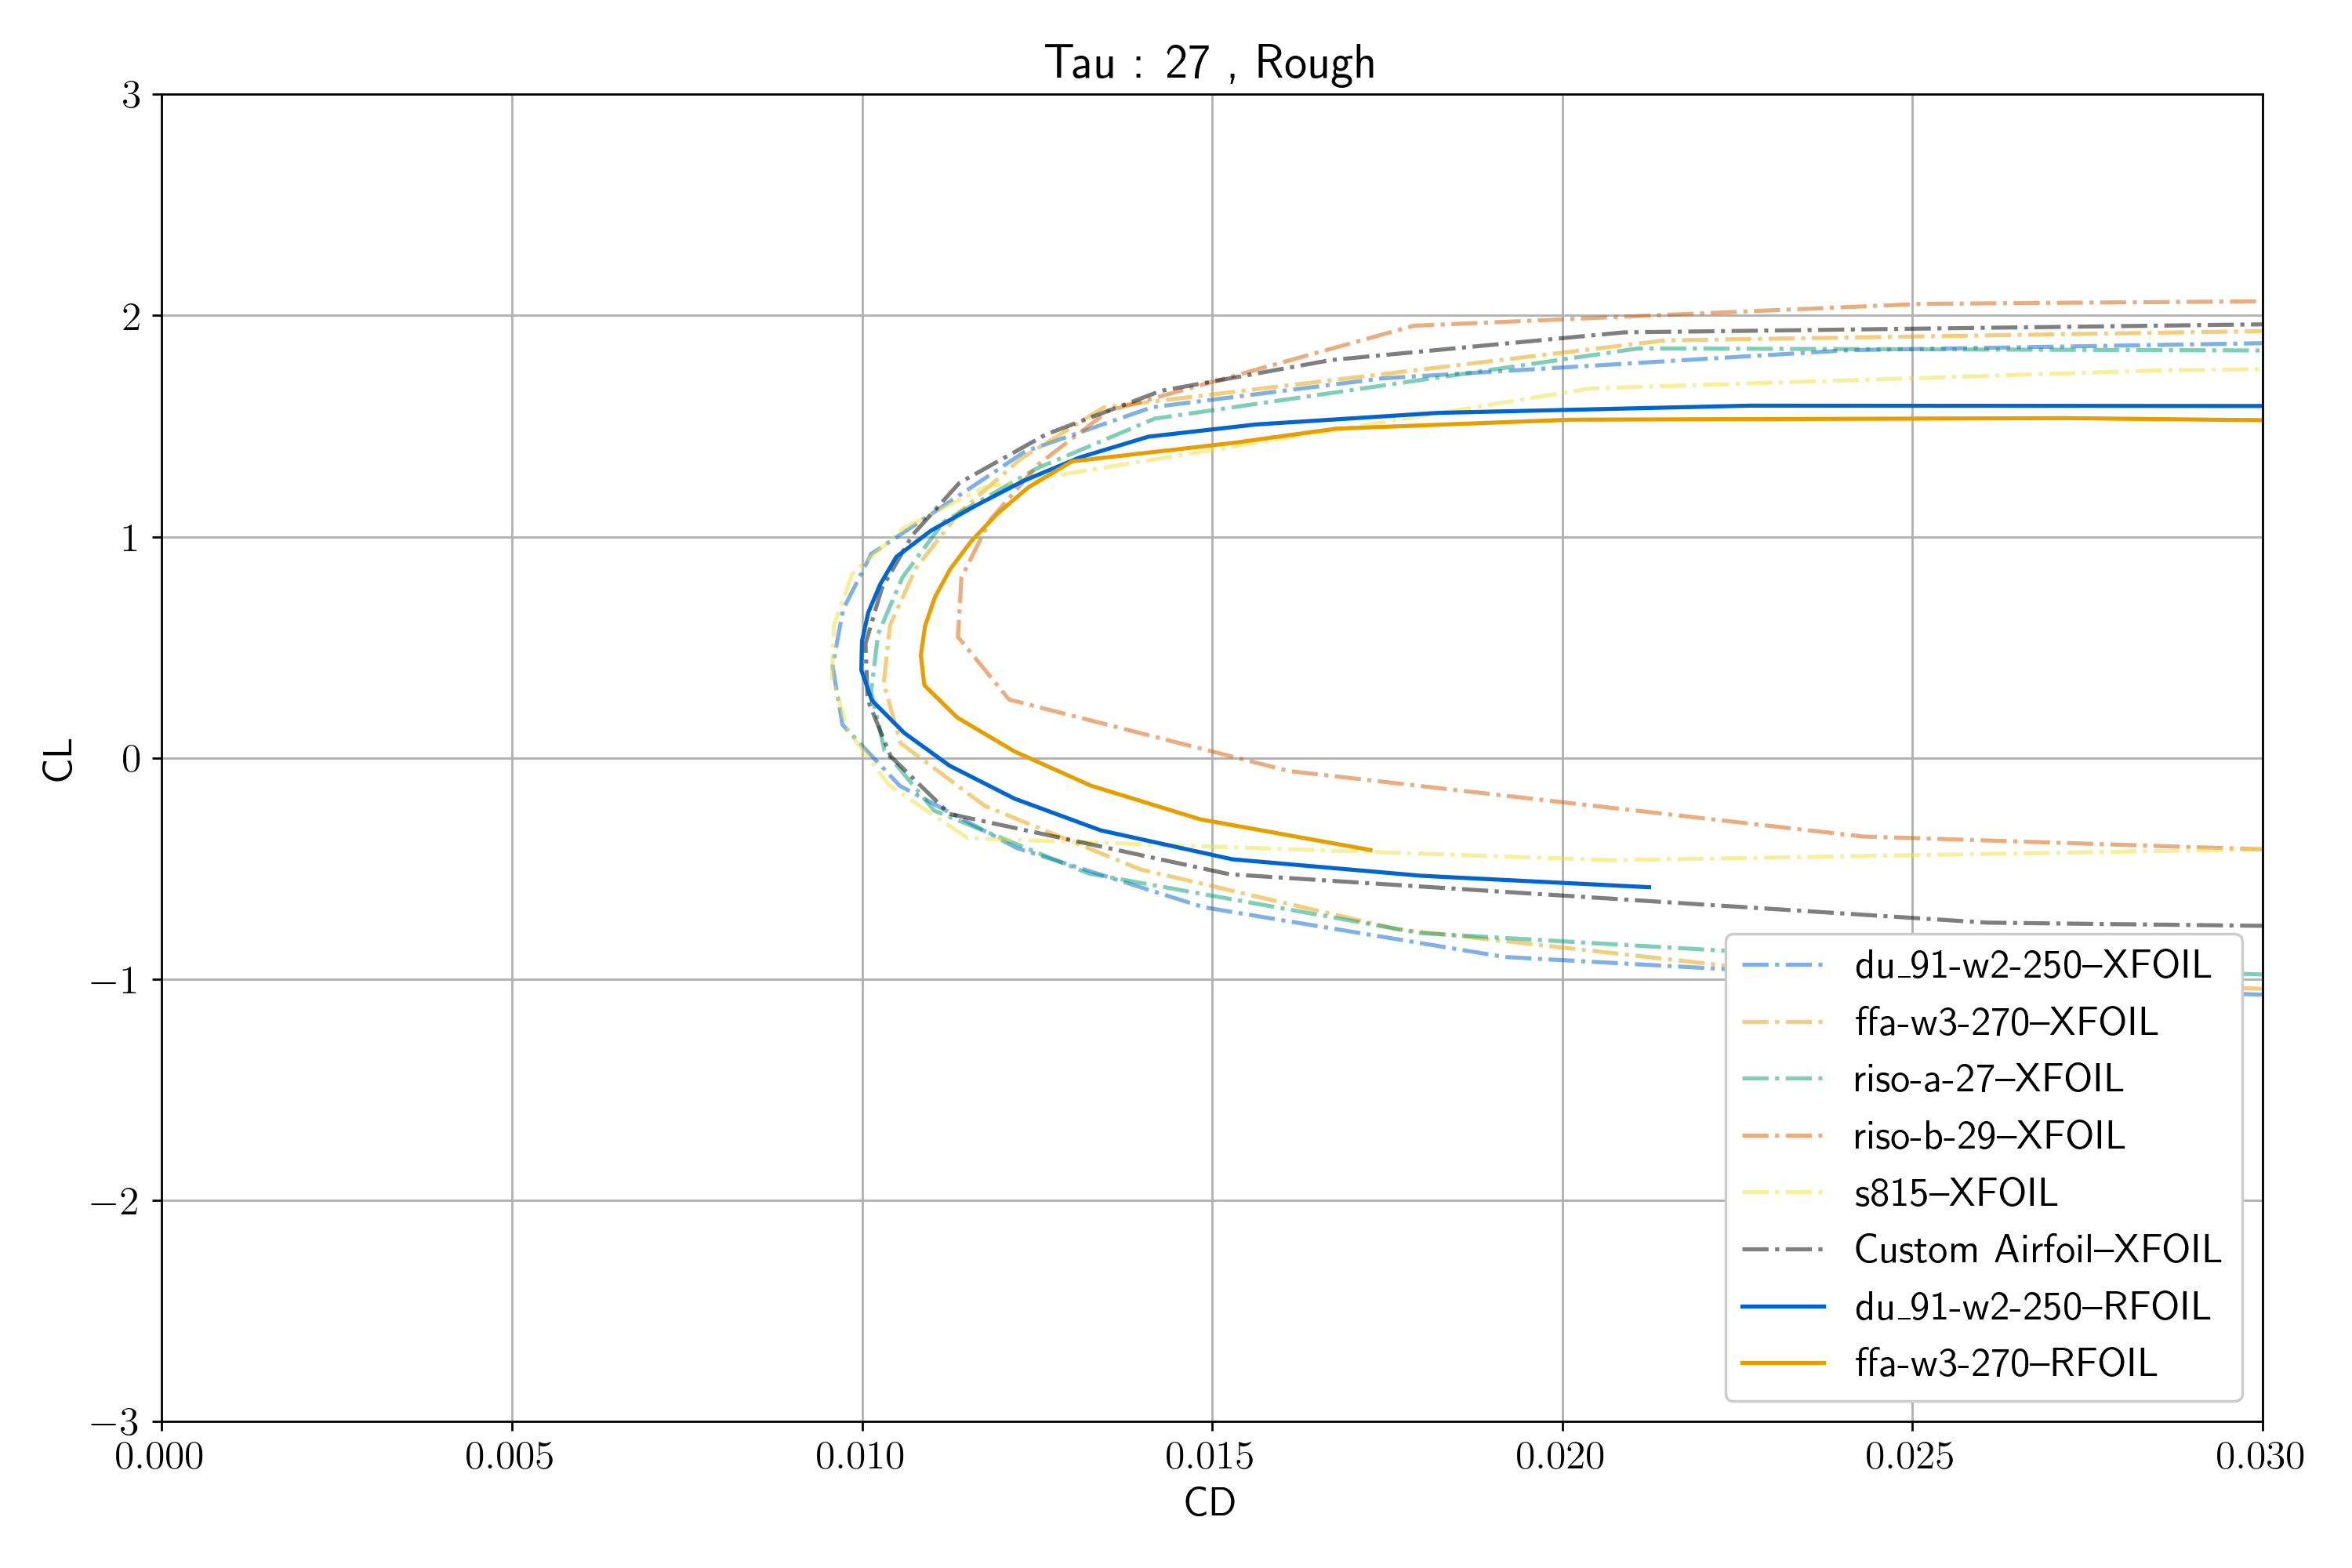 Tau : 27 , Rough
3
2
1
0
−1
−2
−3
CL
0.000 0.005 0.010 0.015 0.020 0.025 0.030
CD
du_91-w2-250–XFOIL
ffa-w3-270–XFOIL
riso-a-27–XFOIL
riso-b-29–XFOIL
s815–XFOIL
Custom Airfoil–XFOIL
du_91-w2-250–RFOIL
ffa-w3-270–RFOIL